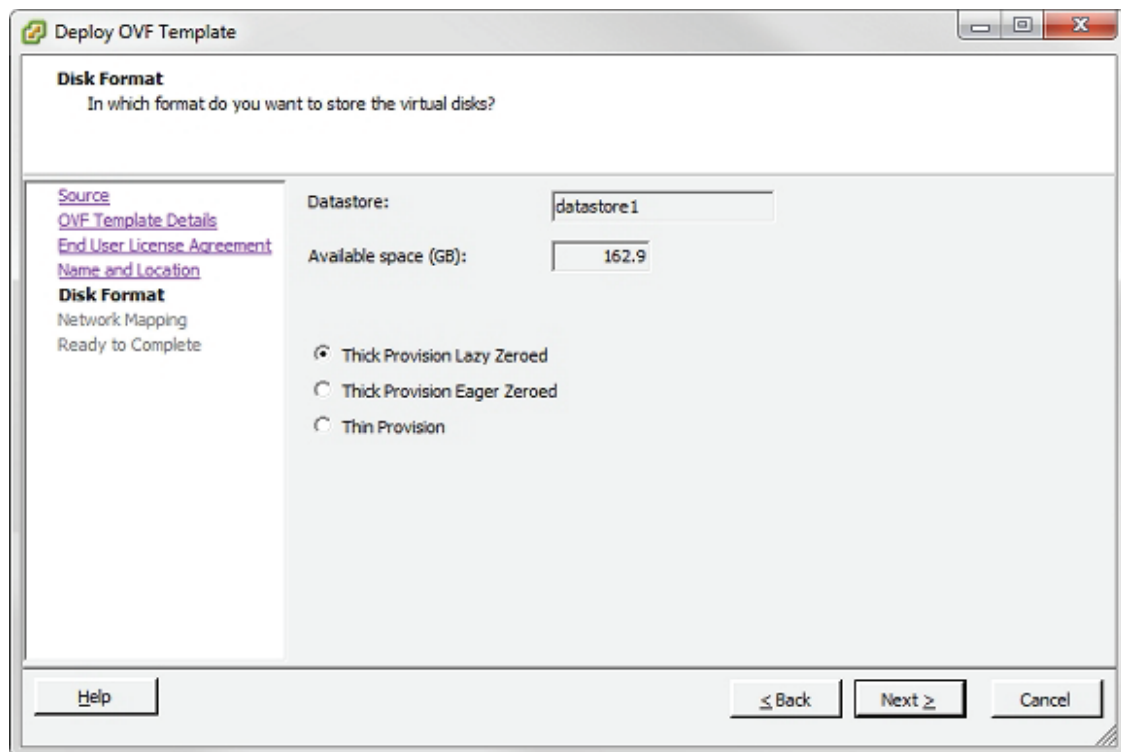 Deploy OVF Template
Disk Format
In which format do you want to store the virtual disks?
Source
OVF Template Details
End User License Agreement
Name and Location
Disk Format
Network Mapping
Ready to Complete
Datastore:
datastore1
Available space (GB):
162.9
Thick Provision Lazy Zeroed
Thick Provision Eager Zeroed
Thin Provision
Help
< Back
Next >
Cancel